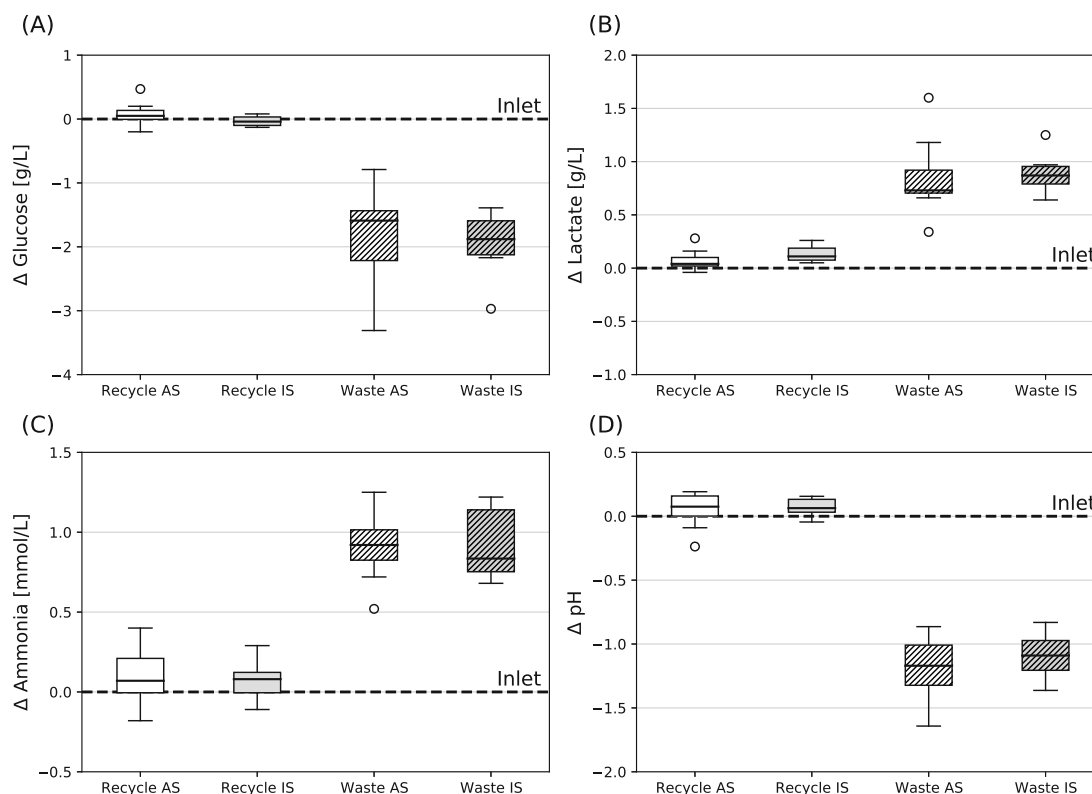 (A)
1
0
−1
−2
−3
−4
Δ Glucose [g/L]
Inlet
Recycle AS Recycle IS Waste AS Waste IS
(B)
2.0
1.5
1.0
0.5
0.0
−0.5
−1.0
Δ Lactate [g/L]
Inlet
Recycle AS Recycle IS Waste AS Waste IS
(C)
1.5
1.0
0.5
0.0
−0.5
Δ Ammonia [mmol/L]
Inlet
Recycle AS Recycle IS Waste AS Waste IS
(D)
0.5
0.0
−0.5
−1.0
−1.5
−2.0
Δ pH
Inlet
Recycle AS Recycle IS Waste AS Waste IS